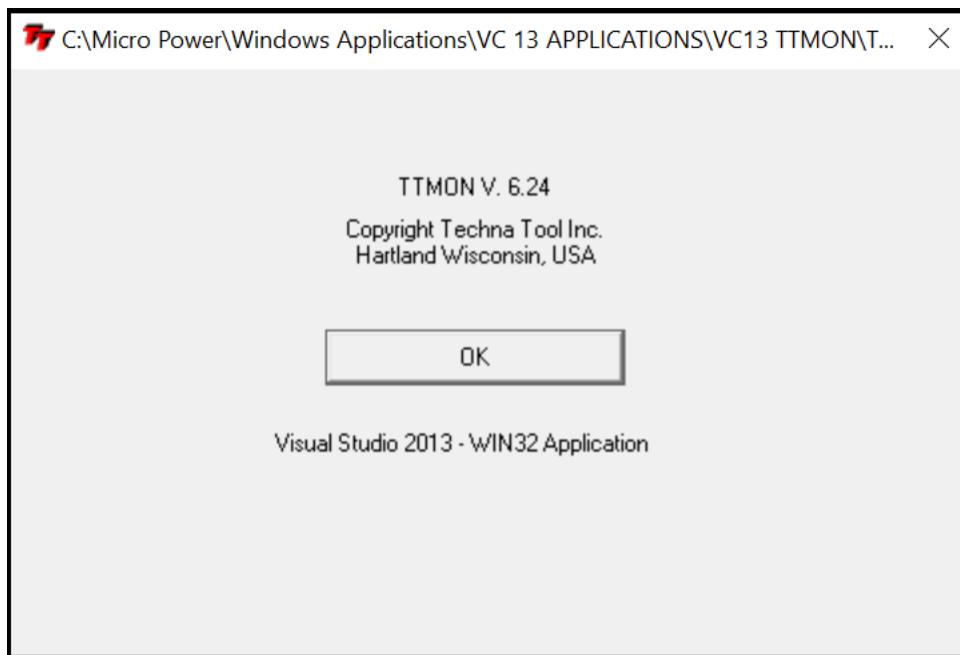 TT C:\Micro Power\Windows Applications\VC 13 APPLICATIONS\VC13 TTMON\T...
TTMON V. 6.24
Copyright Techna Tool Inc.
Hartland Wisconsin, USA
OK
Visual Studio 2013 - WIN32 Application